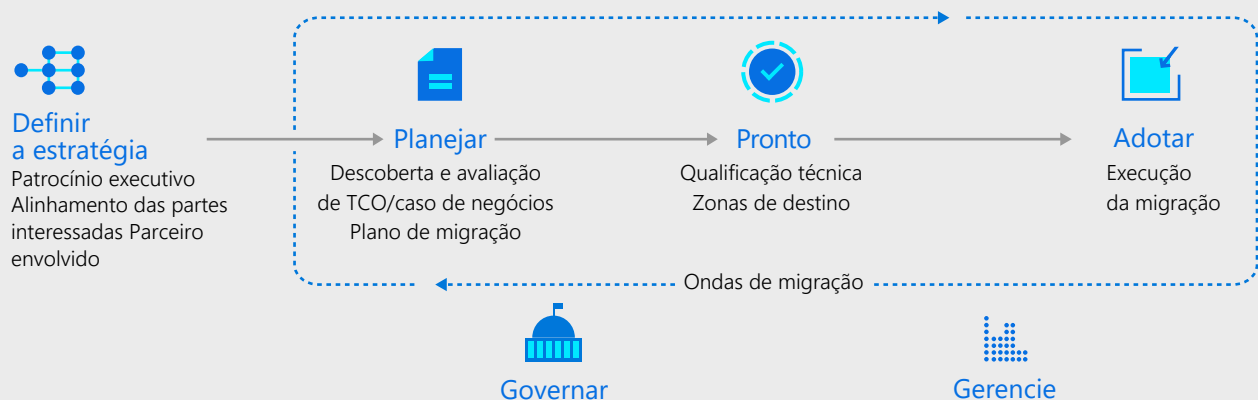 Definir
a estratégia
Patrocínio executivo
Alinhamento das partes
interessadas Parceiro
envolvido
Planejar
Descoberta e avaliação
de TCO/caso de negócios
Plano de migração
Pronto
Qualificação técnica
Zonas de destino
Adotar
Execução
da migração
Ondas de migração
Governar
Gerencie